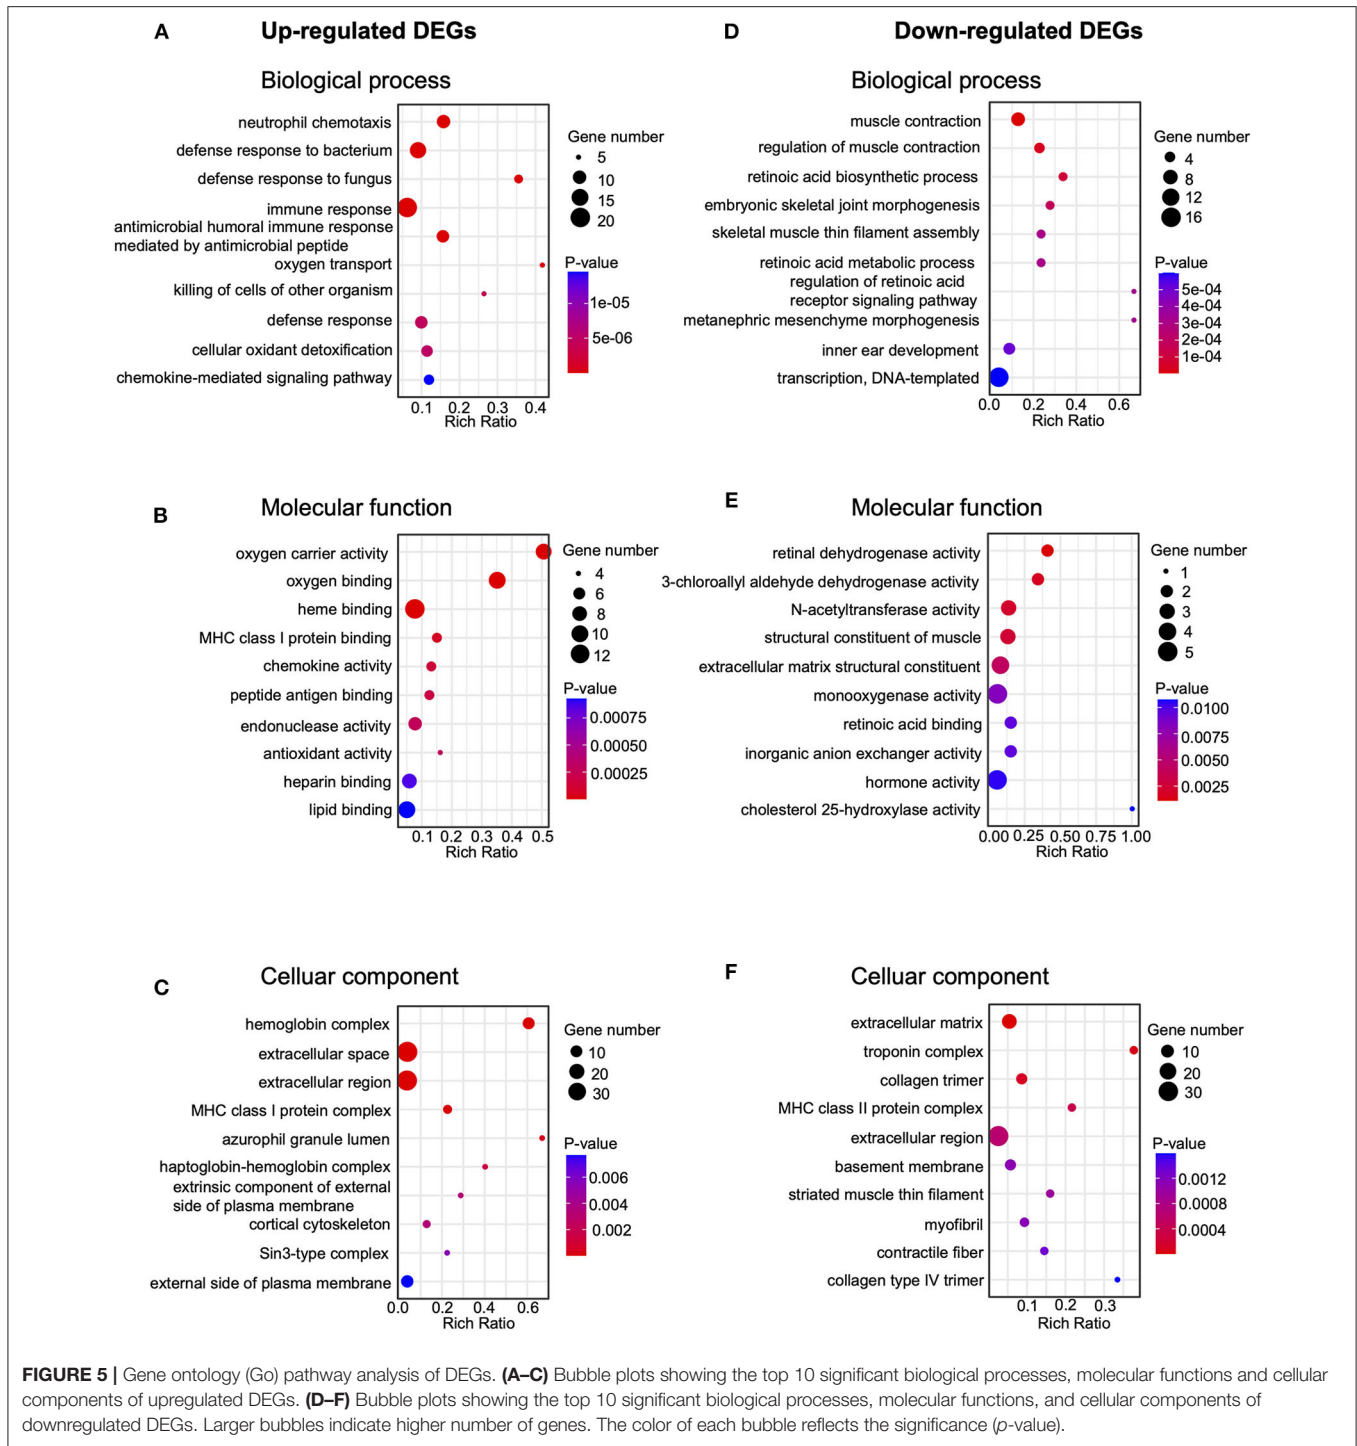 A
Up-regulated DEGs
Biological process
neutrophil chemotaxis
defense response to bacterium
defense response to fungus
immune response
antimicrobial humoral immune response
mediated by antimicrobial peptide
oxygen transport
killing of cells of other organism
defense response
cellular oxidant detoxification
chemokine-mediated signaling pathway
0.1 0.2 0.3 0.4
Rich Ratio
Gene number
5
10
15
20
P-value
1e-05
5e-06
D
Down-regulated DEGs
Biological process
muscle contraction
regulation of muscle contraction
retinoic acid biosynthetic process
embryonic skeletal joint morphogenesis
skeletal muscle thin filament assembly
retinoic acid metabolic process
regulation of retinoic acid
receptor signaling pathway
metanephric mesenchyme morphogenesis
inner ear development
transcription, DNA-templated
0.0 0.2 0.4 0.6
Rich Ratio
Gene number
4
8
12
16
P-value
5e-04
4e-04
3e-04
2e-04
1e-04
B
Molecular function
oxygen carrier activity
oxygen binding
heme binding
MHC class I protein binding
chemokine activity
peptide antigen binding
endonuclease activity
antioxidant activity
heparin binding
lipid binding
0.1 0.2 0.3 0.4 0.5
Rich Ratio
Gene number
4
6
8
10
12
P-value
0.00075
0.00050
0.00025
E
Molecular function
retinal dehydrogenase activity
3-chloroallyl aldehyde dehydrogenase activity
N-acetyltransferase activity
structural constituent of muscle
extracellular matrix structural constituent
monooxygenase activity
retinoic acid binding
inorganic anion exchanger activity
hormone activity
cholesterol 25-hydroxylase activity
0.00 0.25 0.50 0.75 1.00
Rich Ratio
Gene number
1
2
3
4
5
P-value
0.0100
0.0075
0.0050
0.0025
C
Celluar component
hemoglobin complex
extracellular space
extracellular region
MHC class I protein complex
azurophil granule lumen
haptoglobin-hemoglobin complex
extrinsic component of external
side of plasma membrane
cortical cytoskeleton
Sin3-type complex
external side of plasma membrane
0.0 0.2 0.4 0.6
Rich Ratio
Gene number
10
20
30
P-value
0.006
0.004
0.002
F
Celluar component
extracellular matrix
troponin complex
collagen trimer
MHC class II protein complex
extracellular region
basement membrane
striated muscle thin filament
myofibril
contractile fiber
collagen type IV trimer
0.1 0.2 0.3
Rich Ratio
Gene number
10
20
30
P-value
0.0012
0.0008
0.0004
FIGURE 5 | Gene ontology (Go) pathway analysis of DEGs. (A–C) Bubble plots showing the top 10 significant biological processes, molecular functions and cellular
components of upregulated DEGs. (D–F) Bubble plots showing the top 10 significant biological processes, molecular functions, and cellular components of
downregulated DEGs. Larger bubbles indicate higher number of genes. The color of each bubble reflects the significance (p-value).